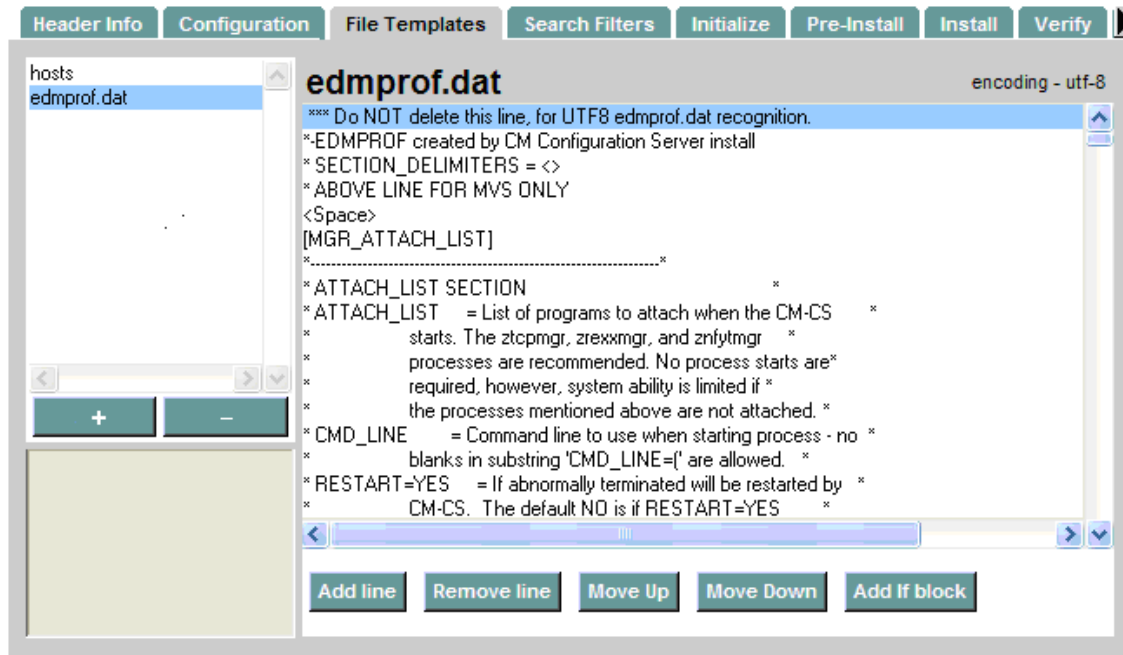 Header Info Configuration File Templates Search Filters Initialize Pre-Install Install Verify
hosts
edmprof.dat
+ −
edmprof.dat encoding - utf-8
*** Do NOT delete this line, for UTF8 edmprof.dat recognition.
*-EDMPROF created by CM Configuration Server install
* SECTION_DELIMITERS = <>
* ABOVE LINE FOR MVS ONLY
<Space>
[MGR_ATTACH_LIST]
*--------------------------------------------------------------------*
* ATTACH_LIST SECTION *
* ATTACH_LIST = List of programs to attach when the CM-CS *
* starts. The ztcpmgr, zrexxmgr, and znfytmgr *
* processes are recommended. No process starts are*
* required, however, system ability is limited if *
* the processes mentioned above are not attached. *
* CMD_LINE = Command line to use when starting process - no *
* blanks in substring 'CMD_LINE=(' are allowed. *
* RESTART=YES = If abnormally terminated will be restarted by *
* CM-CS. The default NO is if RESTART=YES *
Add line Remove line Move Up Move Down Add If block